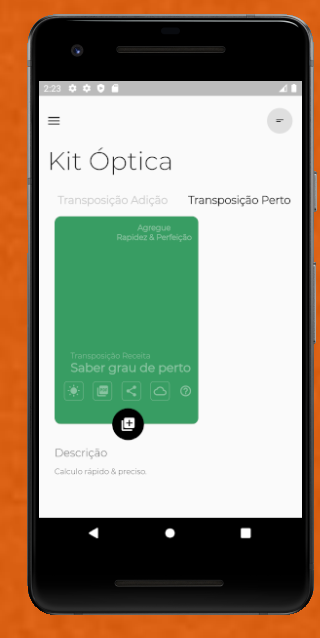 2:23
Kit Óptica
Transposição Adição Transposição Perto
Agregue
Rapidez & Perfeição
Transposição Receita
Saber grau de perto
Descrição
Calculo rápido & preciso.